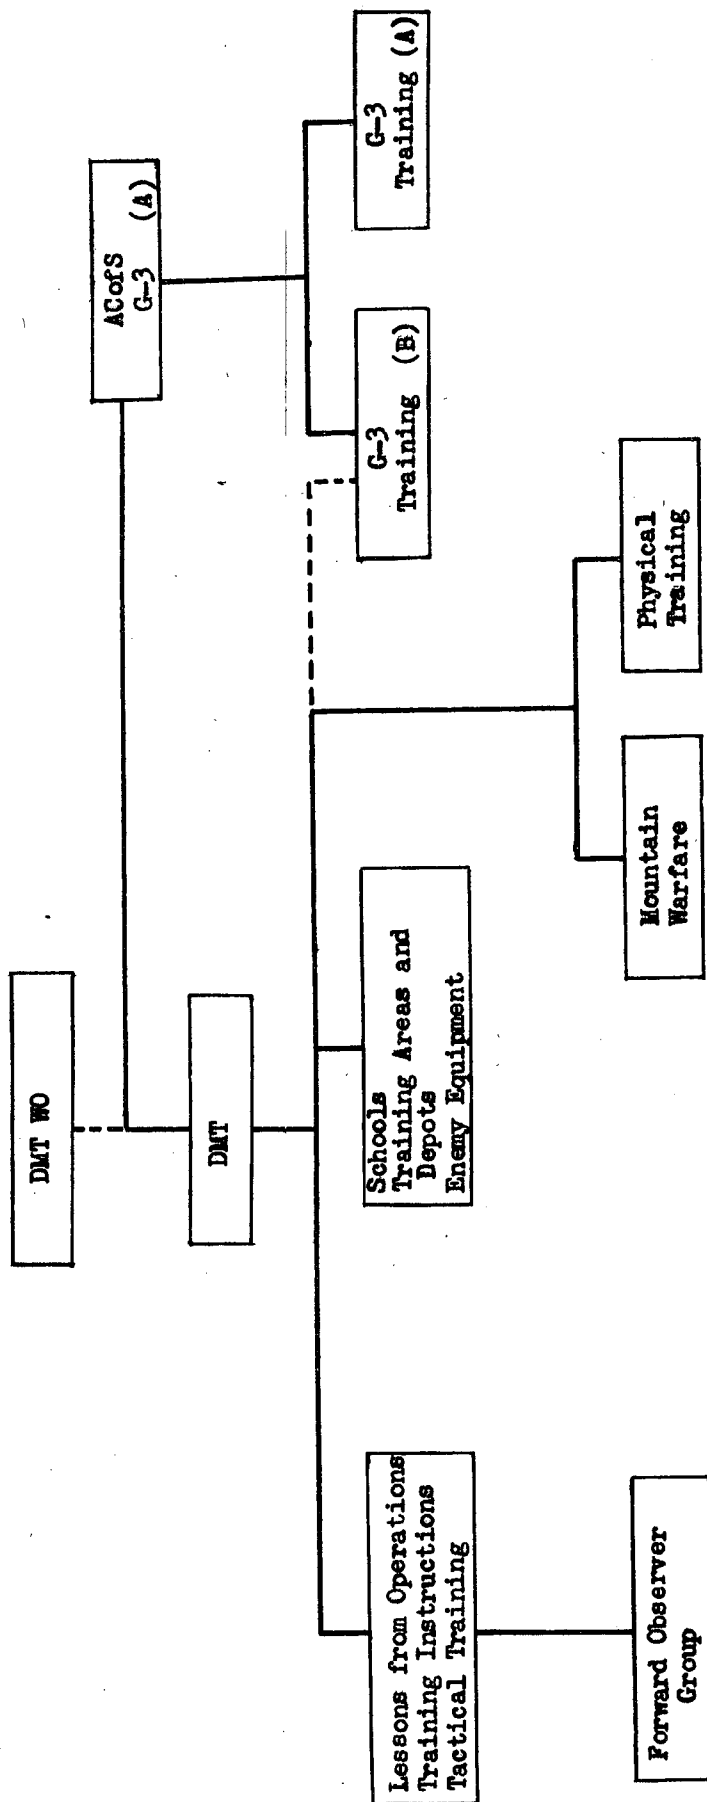 DMT WO
DMT
ACofS
G-3 (A)
Lessons from Operations
Training Instructions
Tactical Training
Schools
Training Areas and
Depots
Enemy Equipment
G-3
Training (B)
G-3
Training (A)
Forward Observer
Group
Mountain
Warfare
Physical
Training